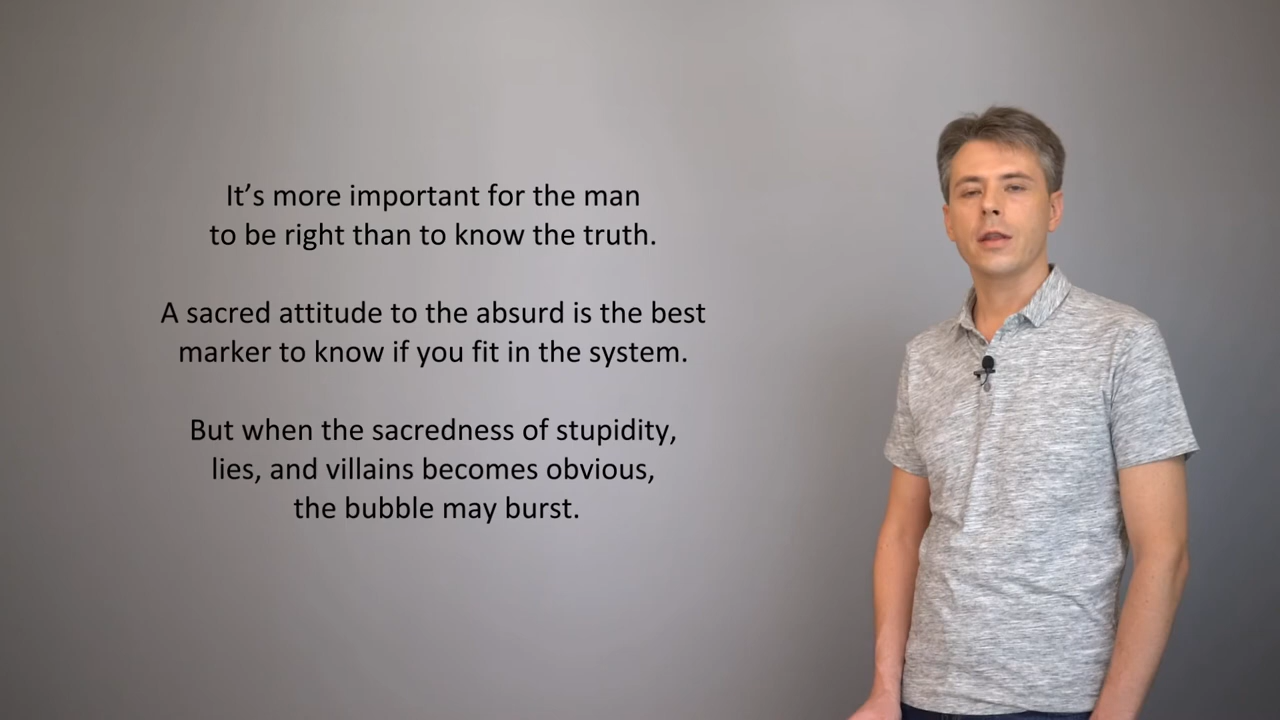 It’s more important for the man
to be right than to know the truth.
A sacred attitude to the absurd is the best
marker to know if you fit in the system.
But when the sacredness of stupidity,
lies, and villains becomes obvious,
the bubble may burst.